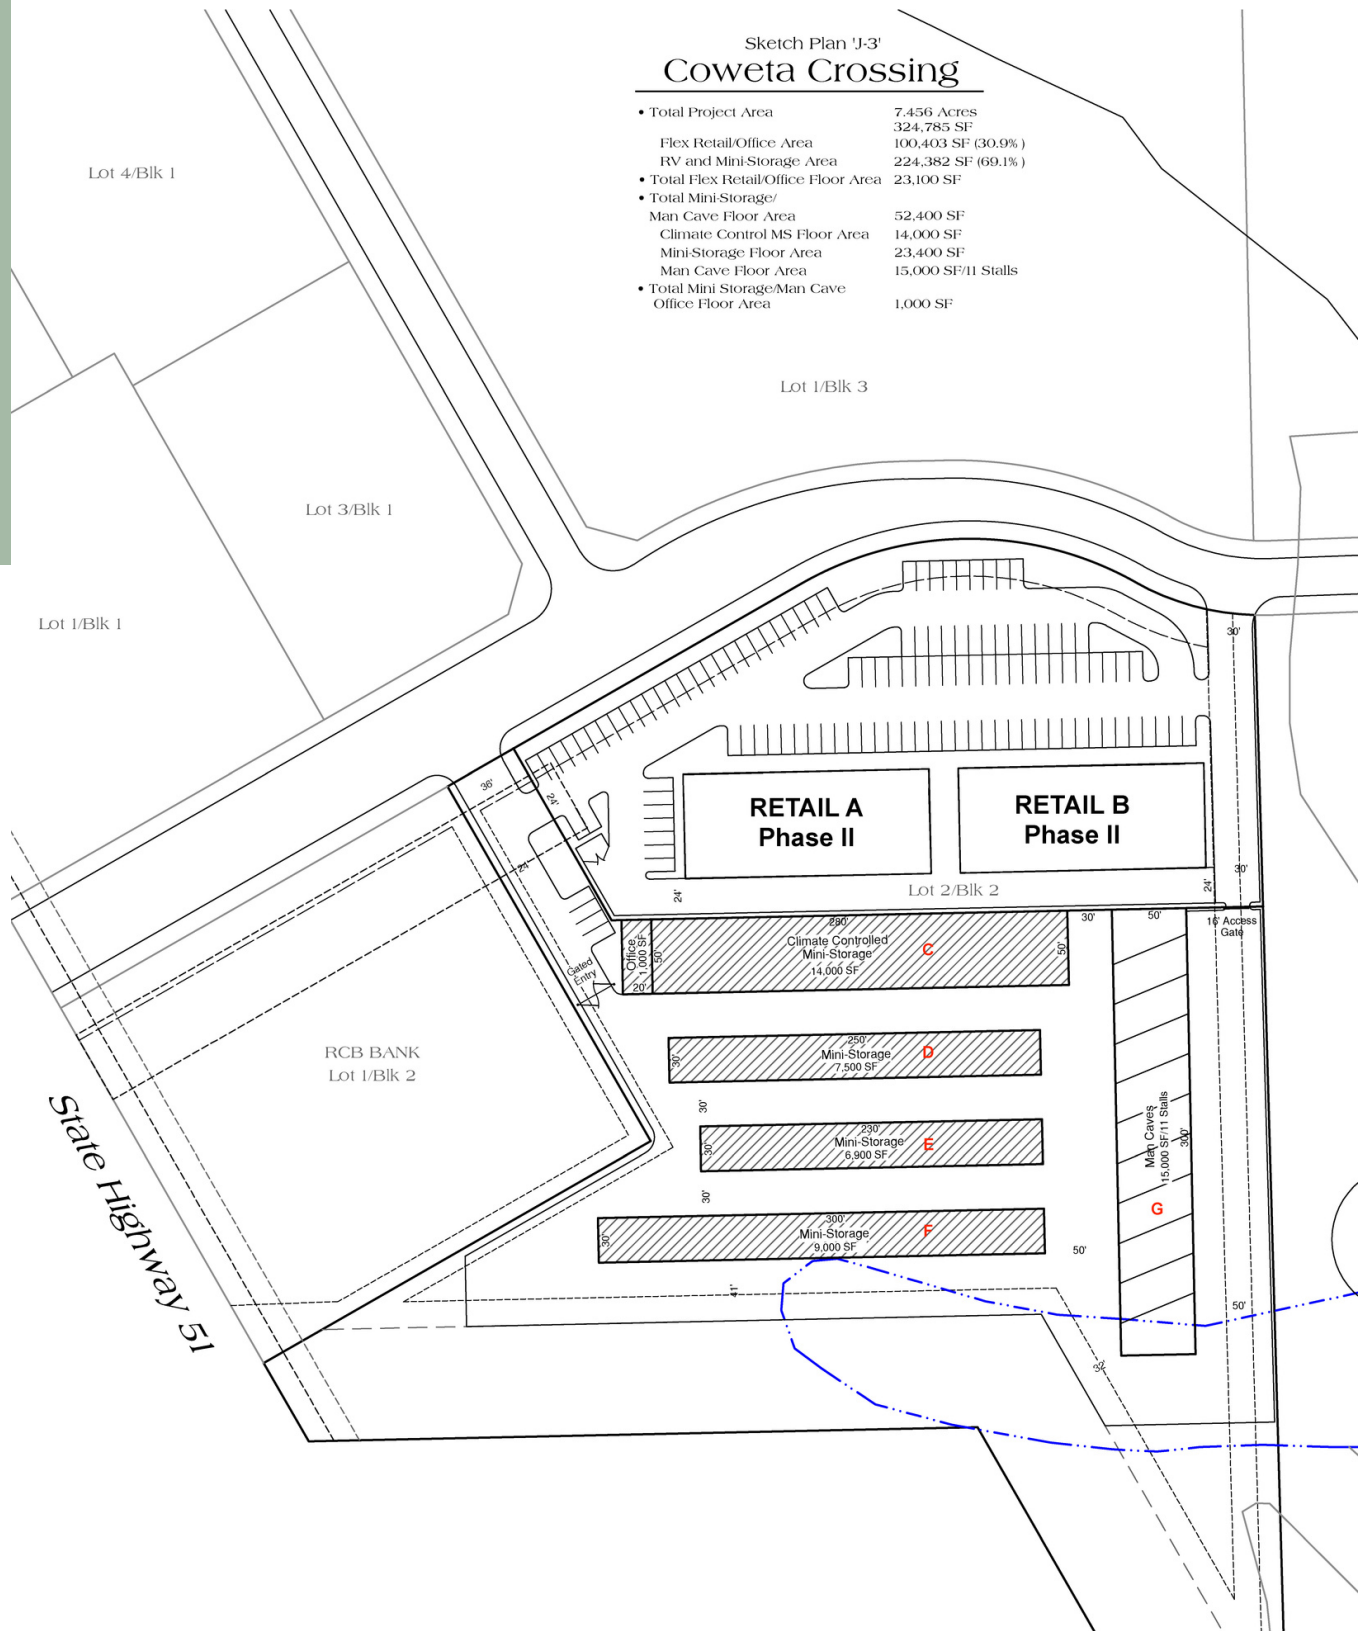 Sketch Plan 'J-3'
Coweta Crossing
• Total Project Area 7.456 Acres
324,785 SF
Flex Retail/Office Area 100,403 SF (30.9%)
RV and Mini-Storage Area 224,382 SF (69.1%)
• Total Flex Retail/Office Floor Area 23,100 SF
• Total Mini-Storage/
Man Cave Floor Area 52,400 SF
Climate Control MS Floor Area 14,000 SF
Mini-Storage Floor Area 23,400 SF
Man Cave Floor Area 15,000 SF/11 Stalls
• Total Mini Storage/Man Cave
Office Floor Area 1,000 SF
Lot 4/Blk 1
Lot 1/Blk 3
Lot 3/Blk 1
Lot 1/Blk 1
30'
36'
24'
24'
RETAIL A
Phase II
RETAIL B
Phase II
30'
24'
24'
Lot 2/Blk 2
280'
30'
50'
16' Access
Gate
Office
1,000 SF
50'
20'
Climate Controlled
Mini-Storage
14,000 SF
C
50'
Gated
Entry
RCB BANK
Lot 1/Blk 2
250'
Mini-Storage
7,500 SF
D
30'
30'
230'
Mini-Storage
6,900 SF
E
30'
30'
Man Caves
15,000 SF/11 Stalls
300'
G
300'
Mini-Storage
9,000 SF
F
30'
50'
41'
50'
32'
State Highway 51